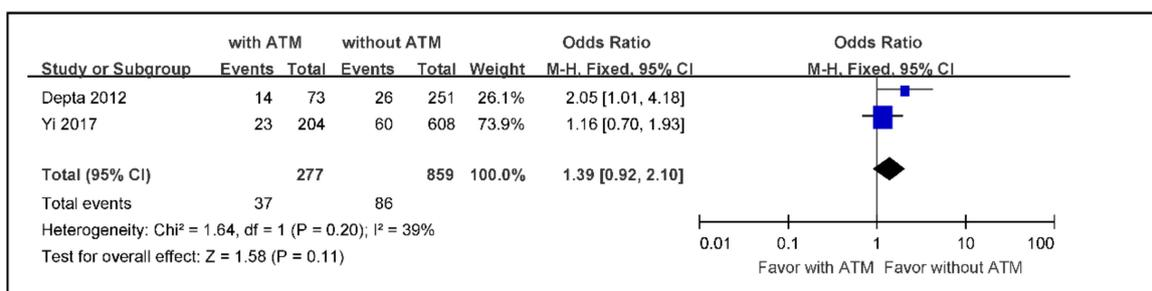 with ATM without ATM Odds Ratio Odds Ratio
Study or Subgroup Events Total Events Total Weight M-H, Fixed, 95% CI M-H, Fixed, 95% CI
Depta 2012 14 73 26 251 26.1% 2.05 [1.01, 4.18]
Yi 2017 23 204 60 608 73.9% 1.16 [0.70, 1.93]
Total (95% CI) 277 859 100.0% 1.39 [0.92, 2.10]
Total events 37 86
Heterogeneity: Chi² = 1.64, df = 1 (P = 0.20); I² = 39%
Test for overall effect: Z = 1.58 (P = 0.11)
0.01 0.1 1 10 100
Favor with ATM Favor without ATM